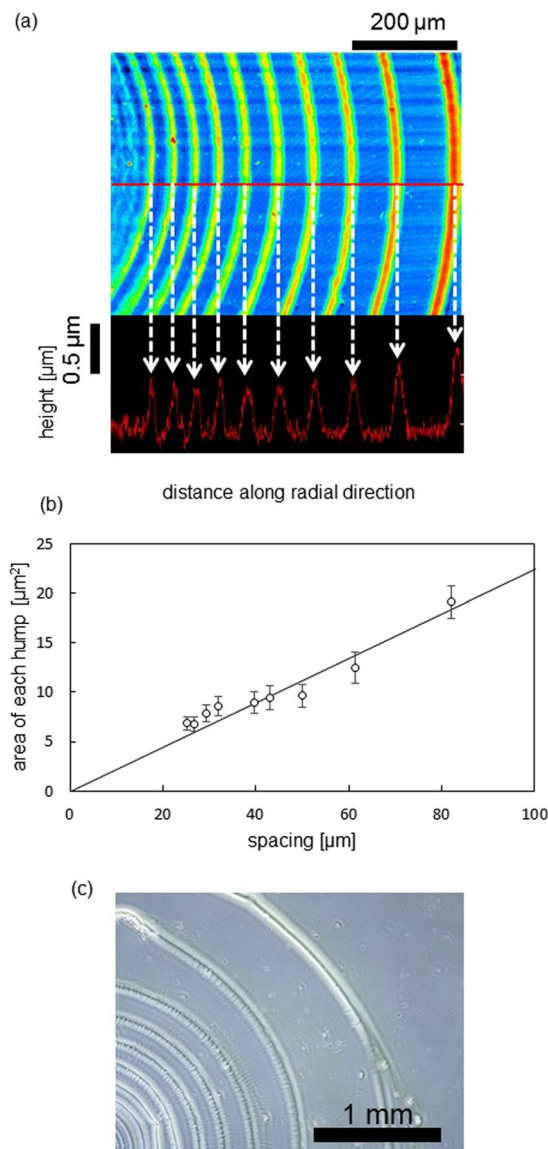 (a)
200 μm
height [μm]
0.5 μm
distance along radial direction
(b)
area of each hump [μm²]
25
20
15
10
5
0
0 20 40 60 80 100
spacing [μm]
(c)
1 mm